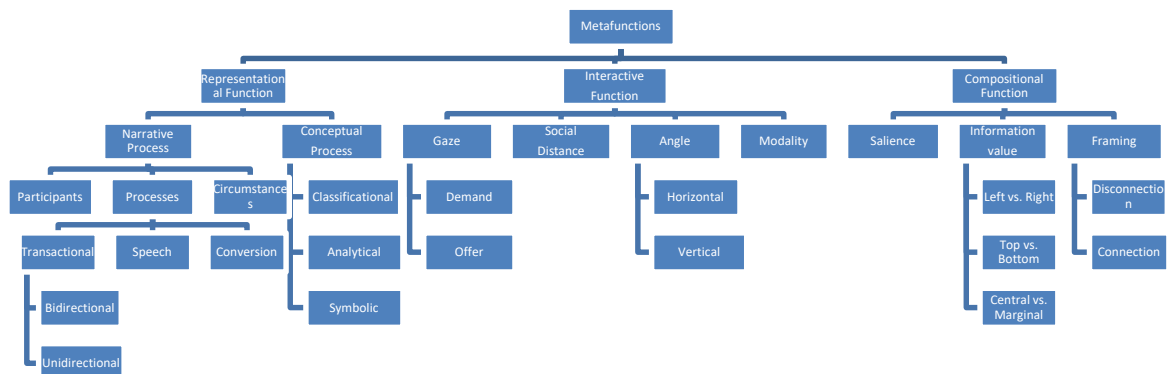 Metafunctions
Representation
al Function
Interactive
Function
Compositional
Function
Narrative
Process
Conceptual
Process
Gaze
Social
Distance
Angle
Modality
Salience
Information
value
Framing
Participants
Processes
Circumstance
s
Classificational
Demand
Horizontal
Left vs. Right
Disconnectio
n
Transactional
Speech
Conversion
Analytical
Offer
Vertical
Top vs.
Bottom
Connection
Bidirectional
Symbolic
Central vs.
Marginal
Unidirectional